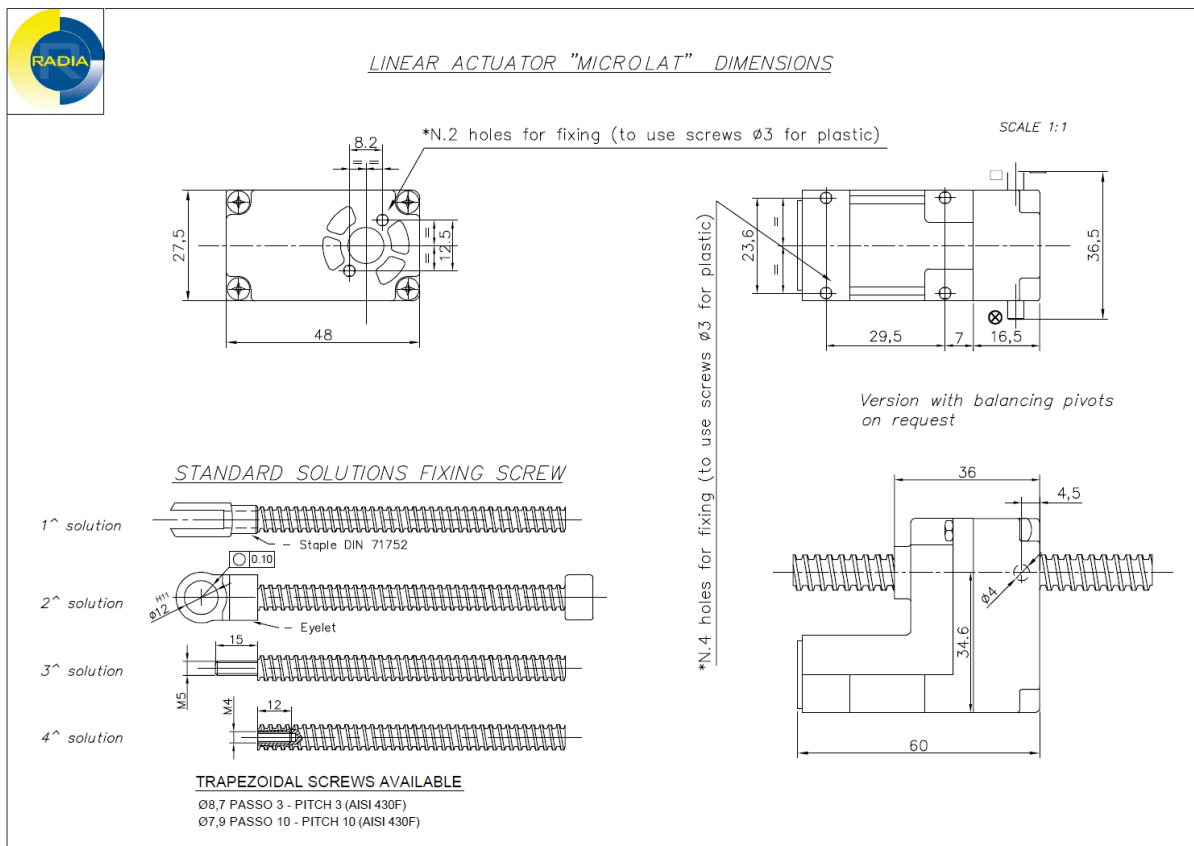 RADIA
LINEAR ACTUATOR "MICROLAT" DIMENSIONS
*N.2 holes for fixing (to use screws Ø3 for plastic)
SCALE 1:1
8.2
= =
27,5
=
=
12.5
48
*N.4 holes for fixing (to use screws Ø3 for plastic)
23,6
=
=
36,5
29,5
7
16,5
Version with balancing pivots
on request
STANDARD SOLUTIONS FIXING SCREW
1^ solution
Staple DIN 71752
0.10
2^ solution
Ø12 H11
Eyelet
15
3^ solution
M5
12
M4
4^ solution
36
4,5
Ø4
34.6
60
TRAPEZOIDAL SCREWS AVAILABLE
Ø8,7 PASSO 3 - PITCH 3 (AISI 430F)
Ø7,9 PASSO 10 - PITCH 10 (AISI 430F)